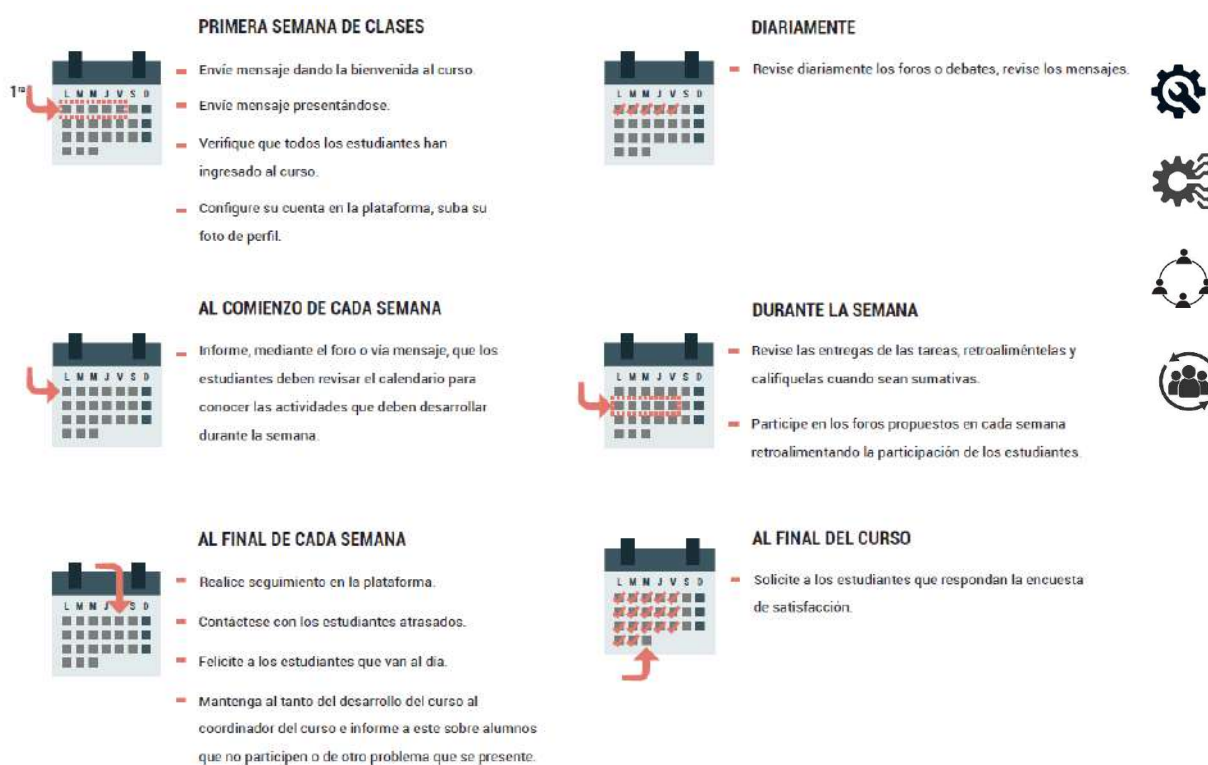 PRIMERA SEMANA DE CLASES
1ra
L M M J V S D
Envíe mensaje dando la bienvenida al curso.
Envíe mensaje presentándose.
Verifique que todos los estudiantes han
ingresado al curso.
Configure su cuenta en la plataforma, suba su
foto de perfil.
DIARIAMENTE
L M M J V S D
Revise diariamente los foros o debates, revise los mensajes.
AL COMIENZO DE CADA SEMANA
L M M J V S D
Informe, mediante el foro o vía mensaje, que los
estudiantes deben revisar el calendario para
conocer las actividades que deben desarrollar
durante la semana.
DURANTE LA SEMANA
L M M J V S D
Revise las entregas de las tareas, retroaliméntelas y
califíquelas cuando sean sumativas.
Participe en los foros propuestos en cada semana
retroalimentando la participación de los estudiantes.
AL FINAL DE CADA SEMANA
L M M J S D
Realice seguimiento en la plataforma.
Contáctese con los estudiantes atrasados.
Felicite a los estudiantes que van al día.
Mantenga al tanto del desarrollo del curso al
coordinador del curso e informe a este sobre alumnos
que no participen o de otro problema que se presente.
AL FINAL DEL CURSO
L M M J V S D
Solicite a los estudiantes que respondan la encuesta
de satisfacción.